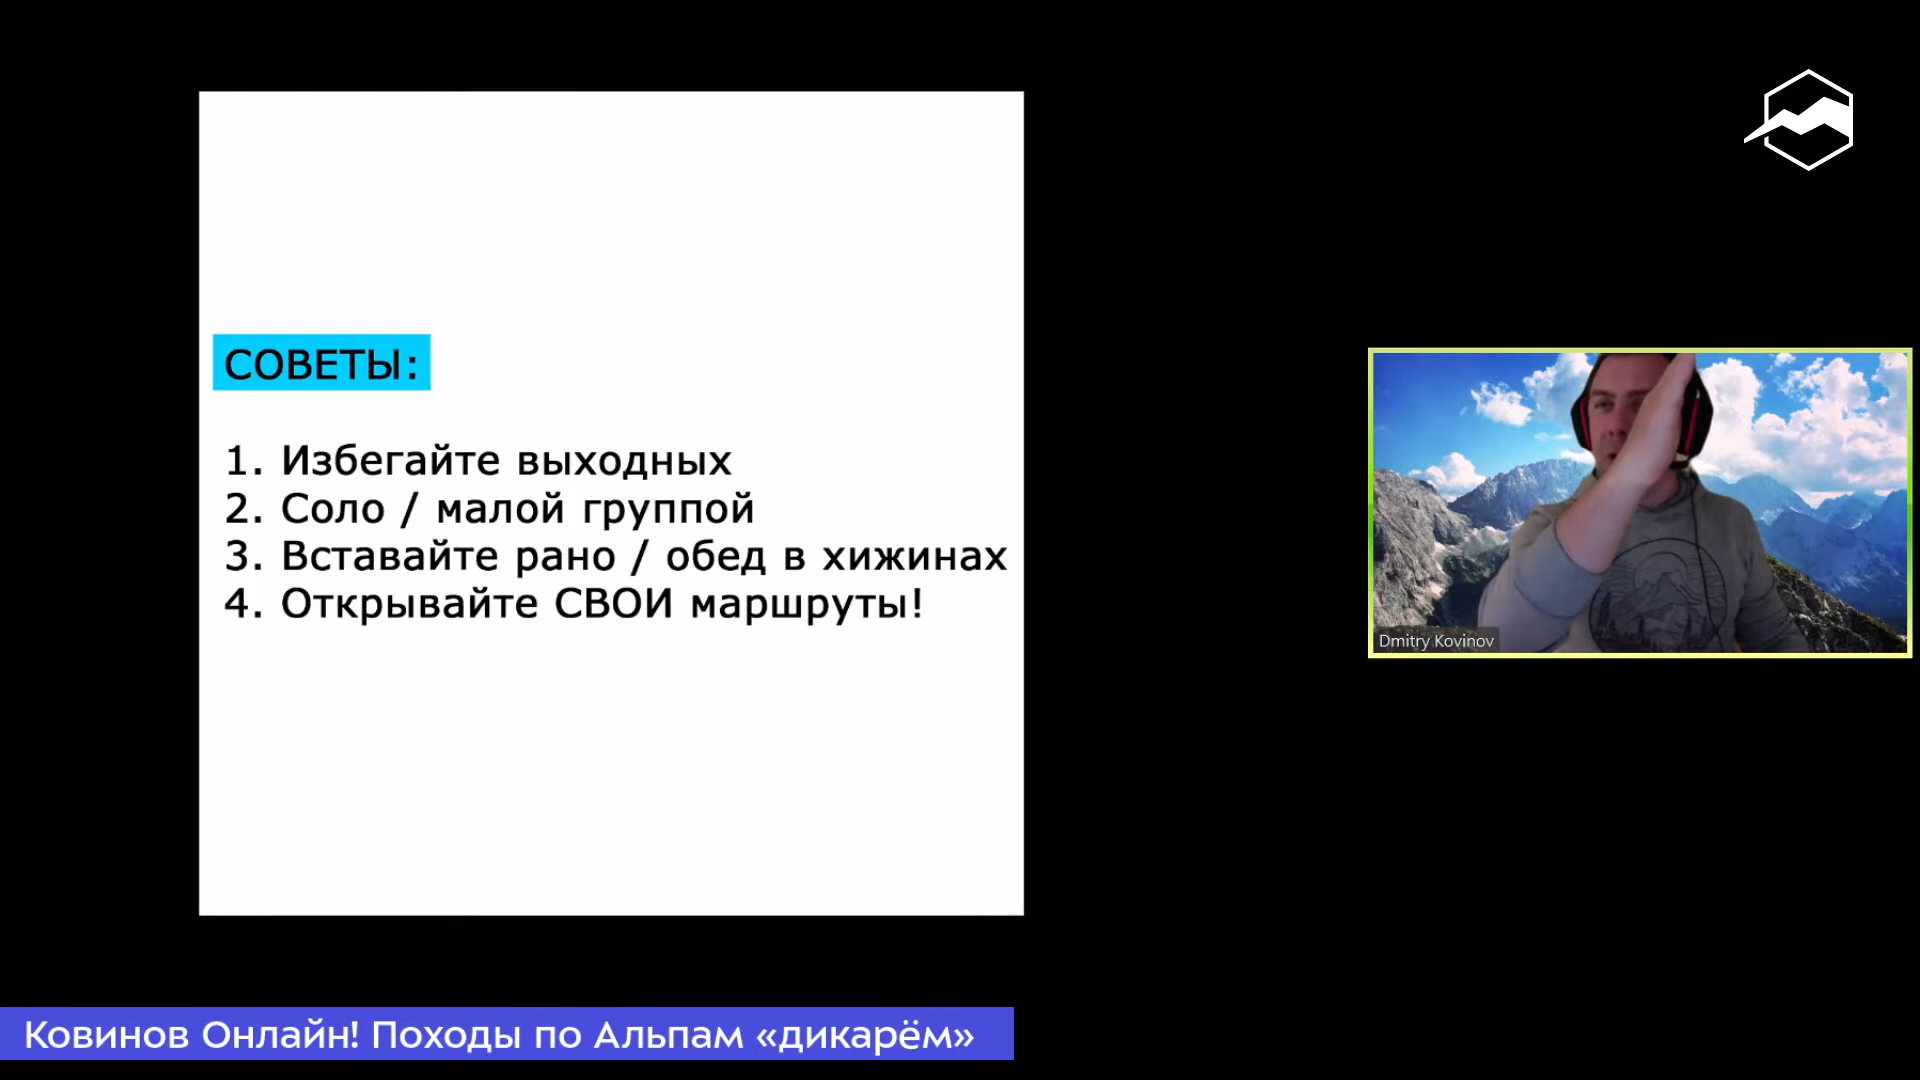 СОВЕТЫ:
1. Избегайте выходных
2. Соло / малой группой
3. Вставайте рано / обед в хижинах
4. Открывайте СВОИ маршруты!
Dmitry Kovinov
Ковинов Онлайн! Походы по Альпам «дикарём»